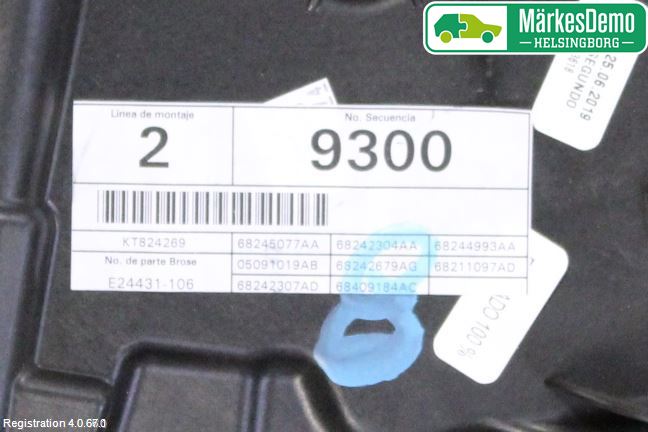 MärkesDemo
HELSINGBORG
25.06.2019
SEGUNDO
Linea de montaje
No. Secuencia
2
9300
KT824269
68245077AA
68242304AA
68244993AA
No. de parte Brose
05091019AB
68242679AG
68211097AD
E24431-106
68242307AD
68409184AC
100%
Registration 4.0.67.0